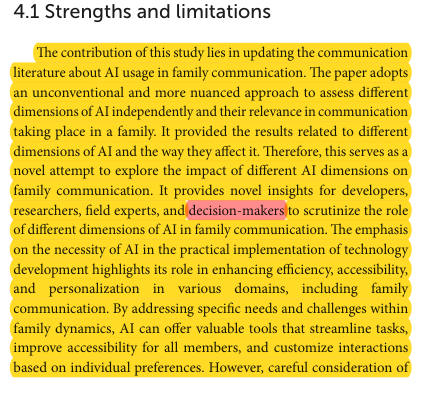 4.1 Strengths and limitations
The contribution of this study lies in updating the communication
literature about AI usage in family communication. The paper adopts
an unconventional and more nuanced approach to assess different
dimensions of AI independently and their relevance in communication
taking place in a family. It provided the results related to different
dimensions of AI and the way they affect it. Therefore, this serves as a
novel attempt to explore the impact of different AI dimensions on
family communication. It provides novel insights for developers,
researchers, field experts, and decision-makers to scrutinize the role
of different dimensions of AI in family communication. The emphasis
on the necessity of AI in the practical implementation of technology
development highlights its role in enhancing efficiency, accessibility,
and personalization in various domains, including family
communication. By addressing specific needs and challenges within
family dynamics, AI can offer valuable tools that streamline tasks,
improve accessibility for all members, and customize interactions
based on individual preferences. However, careful consideration of